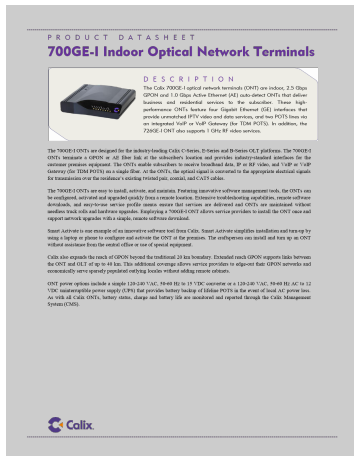 PRODUCT DATASHEET
700GE-I Indoor Optical Network Terminals
DESCRIPTION
The Calix 700GE-I optical network terminals (ONT) are indoor, 2.5 Gbps
GPON and 1.0 Gbps Active Ethernet (AE) auto-detect ONTs that deliver
business and residential services to the subscriber. These high-
performance ONTs feature four Gigabit Ethernet (GE) interfaces that
provide unmatched IPTV video and data services, and two POTS lines via
an integrated VoIP or VoIP Gateway (for TDM POTS). In addition, the
726GE-I ONT also supports 1 GHz RF video services.
The 700GE-I ONTs are designed for the industry-leading Calix C-Series, E-Series and B-Series OLT platforms. The 700GE-I
ONTs terminate a GPON or AE fiber link at the subscriber's location and provides industry-standard interfaces for the
customer premises equipment. The ONTs enable subscribers to receive broadband data, IP or RF video, and VoIP or VoIP
Gateway (for TDM POTS) on a single fiber. At the ONTs, the optical signal is converted to the appropriate electrical signals
for transmission over the residence's existing twisted pair, coaxial, and CAT5 cables.
The 700GE-I ONTs are easy to install, activate, and maintain. Featuring innovative software management tools, the ONTs can
be configured, activated and upgraded quickly from a remote location. Extensive troubleshooting capabilities, remote software
downloads, and easy-to-use service profile menus ensure that services are delivered and ONTs are maintained without
needless truck rolls and hardware upgrades. Employing a 700GE-I ONT allows service providers to install the ONT once and
support network upgrades with a simple, remote software download.
Smart Activate is one example of an innovative software tool from Calix. Smart Activate simplifies installation and turn-up by
using a laptop or phone to configure and activate the ONT at the premises. The craftsperson can install and turn up an ONT
without assistance from the central office or use of special equipment.
Calix also expands the reach of GPON beyond the traditional 20 km boundary. Extended reach GPON supports links between
the ONT and OLT of up to 40 km. This additional coverage allows service providers to edge-out their GPON networks and
economically serve sparsely populated outlying locales without adding remote cabinets.
ONT power options include a simple 120-240 VAC, 50-60 Hz to 15 VDC converter or a 120-240 VAC, 50-60 Hz AC to 12
VDC uninterruptible power supply (UPS) that provides battery backup of lifeline POTS in the event of local AC power loss.
As with all Calix ONTs, battery status, charge and battery life are monitored and reported through the Calix Management
System (CMS).
Calix.